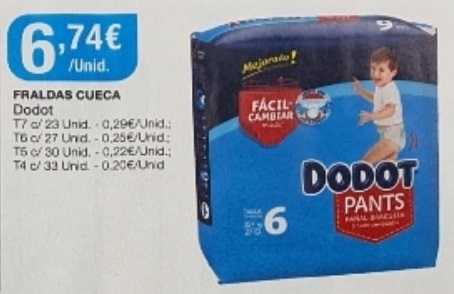 6,74€
/Unid.
FRALDAS CUECA
Dodot
T7 c/ 23 Unid. - 0,29€/Unid.;
T6 c/ 27 Unid. - 0,25€/Unid.;
T5 c/ 30 Unid. - 0,22€/Unid.;
T4 c/ 33 Unid. - 0.20€/Unid
Mejorado!
FÁCIL-
CAMBIAR
DODOT
PANTS
6